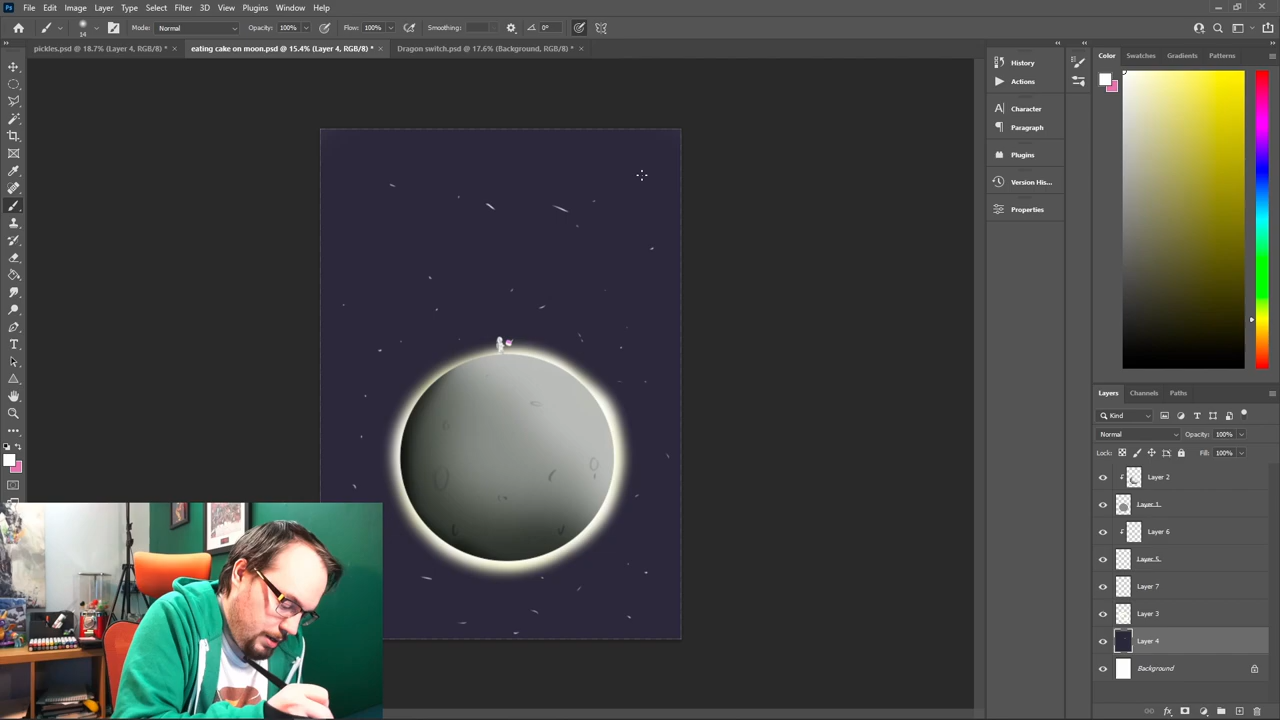 Ps File Edit Image Layer Type Select Filter 3D View Plugins Window Help
Mode: Normal Opacity: 100% Flow: 100% Smoothing: 0°
14
pickles.psd @ 18.7% (Layer 4, RGB/8) * × eating cake on moon.psd @ 15.4% (Layer 4, RGB/8) * × Dragon switch.psd @ 17.6% (Background, RGB/8) * ×
History
Actions
Character
Paragraph
Plugins
Version His...
Properties
Color Swatches Gradients Patterns
Layers Channels Paths
Kind
Normal Opacity: 100%
Lock: Fill: 100%
Layer 2
Layer 1
Layer 6
Layer 5
Layer 7
Layer 3
Layer 4
Background
fx